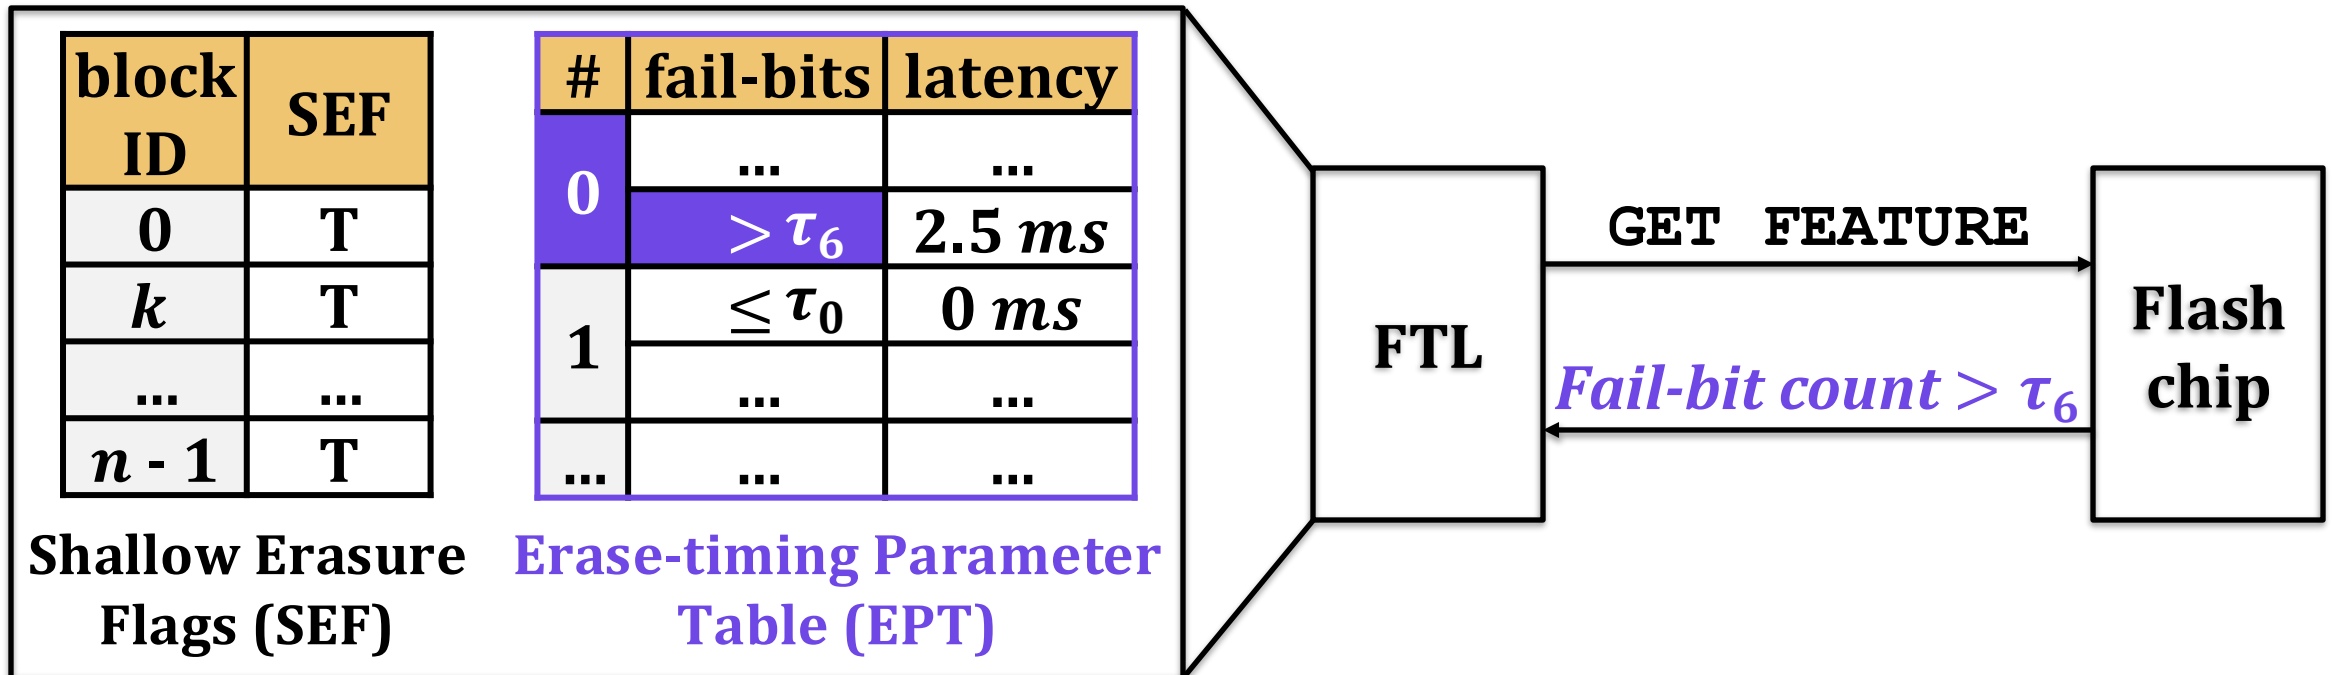 block ID SEF
0 T
k T
... ...
n - 1 T
Shallow Erasure
Flags (SEF)
# fail-bits latency
0 ... ...
> τ6 2.5 ms
1 ≤ τ0 0 ms
... ...
... ... ...
Erase-timing Parameter
Table (EPT)
FTL
GET FEATURE
Fail-bit count > τ6
Flash
chip